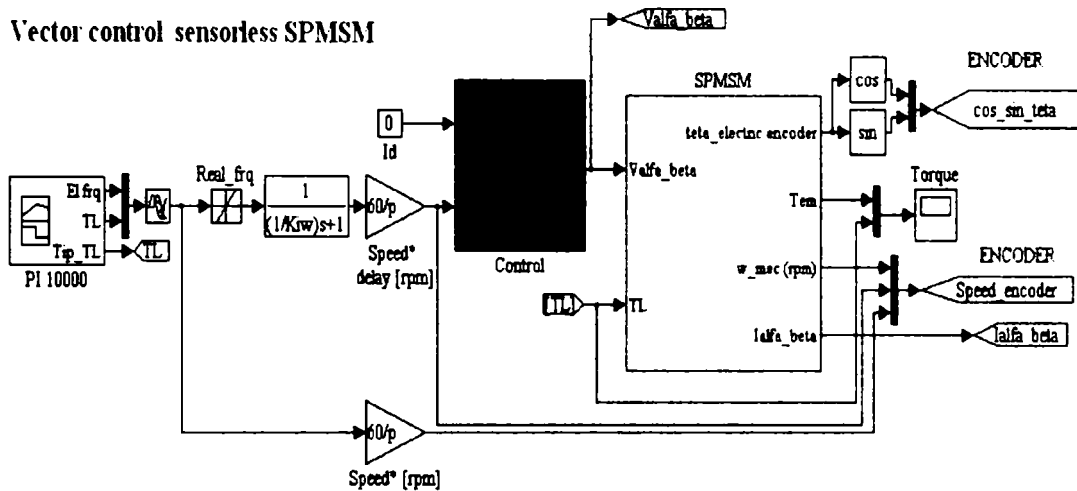 Vector control sensorless SPMSM
Valfa_beta
SPMSM
ENCODER
cos
teta_electric encoder
cos_sin_teta
sin
0
Id
Valfa_beta
Torque
Real_frq
El frq
TL
Tip_TL
TL
PI 10000
1
(1/Kiw)s+1
60/p
Speed*
delay [rpm]
Control
Tem
ENCODER
w_mec (rpm)
Speed_encoder
[TL]
TL
Ialfa_beta
Ialfa_beta
60/p
Speed* [rpm]